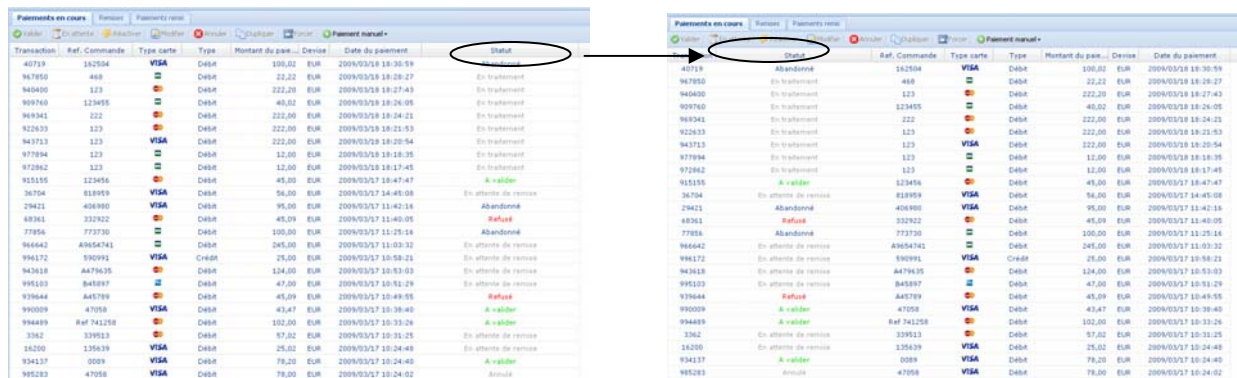 Paiements en cours Remises Paiements remis
Valider En attente Réactiver Modifier Annuler Dupliquer Forcer Paiement manuel
Transaction Ref. Commande Type carte Type Montant du paie... Devise Date du paiement Statut
40719 162504 VISA Débit 100,02 EUR 2009/03/18 18:30:59 Abandonné
967850 468 Débit 22,22 EUR 2009/03/18 18:28:27 En traitement
940400 123 Débit 222,20 EUR 2009/03/18 18:27:43 En traitement
909760 123455 Débit 40,02 EUR 2009/03/18 18:26:05 En traitement
969341 222 Débit 222,00 EUR 2009/03/18 18:24:21 En traitement
922633 123 Débit 222,00 EUR 2009/03/18 18:21:53 En traitement
943713 123 VISA Débit 222,00 EUR 2009/03/18 18:20:54 En traitement
977894 123 Débit 12,00 EUR 2009/03/18 18:18:35 En traitement
972862 123 Débit 12,00 EUR 2009/03/18 18:17:45 En traitement
915155 123456 Débit 45,00 EUR 2009/03/17 18:47:47 A valider
36704 818959 VISA Débit 56,00 EUR 2009/03/17 14:45:08 En attente de remise
29421 406980 VISA Débit 95,00 EUR 2009/03/17 11:42:16 Abandonné
68361 332922 Débit 45,09 EUR 2009/03/17 11:40:05 Refusé
77856 773730 Débit 100,00 EUR 2009/03/17 11:25:16 Abandonné
966642 A9654741 Débit 245,00 EUR 2009/03/17 11:03:32 En attente de remise
996172 590991 VISA Crédit 25,00 EUR 2009/03/17 10:58:21 En attente de remise
943618 A479635 Débit 124,00 EUR 2009/03/17 10:53:03 En attente de remise
995103 B45897 Débit 47,00 EUR 2009/03/17 10:51:29 En attente de remise
939644 A45789 Débit 45,09 EUR 2009/03/17 10:49:55 Refusé
990009 47058 VISA Débit 43,47 EUR 2009/03/17 10:38:40 A valider
994489 Ref 741258 Débit 102,00 EUR 2009/03/17 10:31:26 A valider
3362 339513 Débit 57,02 EUR 2009/03/17 10:31:25 En attente de remise
16200 135639 VISA Débit 25,02 EUR 2009/03/17 10:24:48 En attente de remise
934137 0089 VISA Débit 78,20 EUR 2009/03/17 10:24:40 A valider
985283 47058 VISA Débit 78,00 EUR 2009/03/17 10:24:02 Annulé
Paiements en cours Remises Paiements remis
Valider Modifier Annuler Dupliquer Forcer Paiement manuel
Statut Ref. Commande Type carte Type Montant du paie... Devise Date du paiement
40719 Abandonné 162504 VISA Débit 100,02 EUR 2009/03/18 18:30:59
967850 En traitement 468 Débit 22,22 EUR 2009/03/18 18:28:27
940400 En traitement 123 Débit 222,20 EUR 2009/03/18 18:27:43
909760 En traitement 123455 Débit 40,02 EUR 2009/03/18 18:26:05
969341 En traitement 222 Débit 222,00 EUR 2009/03/18 18:24:21
922633 En traitement 123 Débit 222,00 EUR 2009/03/18 18:21:53
943713 En traitement 123 VISA Débit 222,00 EUR 2009/03/18 18:20:54
977894 En traitement 123 Débit 12,00 EUR 2009/03/18 18:18:35
972862 En traitement 123 Débit 12,00 EUR 2009/03/18 18:17:45
915155 A valider 123456 Débit 45,00 EUR 2009/03/17 18:47:47
36704 En attente de remise 818959 VISA Débit 56,00 EUR 2009/03/17 14:45:08
29421 Abandonné 406980 VISA Débit 95,00 EUR 2009/03/17 11:42:16
68361 Refusé 332922 Débit 45,09 EUR 2009/03/17 11:40:05
77856 Abandonné 773730 Débit 100,00 EUR 2009/03/17 11:25:16
966642 En attente de remise A9654741 Débit 245,00 EUR 2009/03/17 11:03:32
996172 En attente de remise 590991 VISA Crédit 25,00 EUR 2009/03/17 10:58:21
943618 En attente de remise A479635 Débit 124,00 EUR 2009/03/17 10:53:03
995103 En attente de remise B45897 Débit 47,00 EUR 2009/03/17 10:51:29
939644 Refusé A45789 Débit 45,09 EUR 2009/03/17 10:49:55
990009 A valider 47058 VISA Débit 43,47 EUR 2009/03/17 10:38:40
994489 A valider Ref 741258 Débit 102,00 EUR 2009/03/17 10:31:26
3362 En attente de remise 339513 Débit 57,02 EUR 2009/03/17 10:31:25
16200 En attente de remise 135639 VISA Débit 25,02 EUR 2009/03/17 10:24:48
934137 A valider 0089 VISA Débit 78,20 EUR 2009/03/17 10:24:40
985283 Annulé 47058 VISA Débit 78,00 EUR 2009/03/17 10:24:02